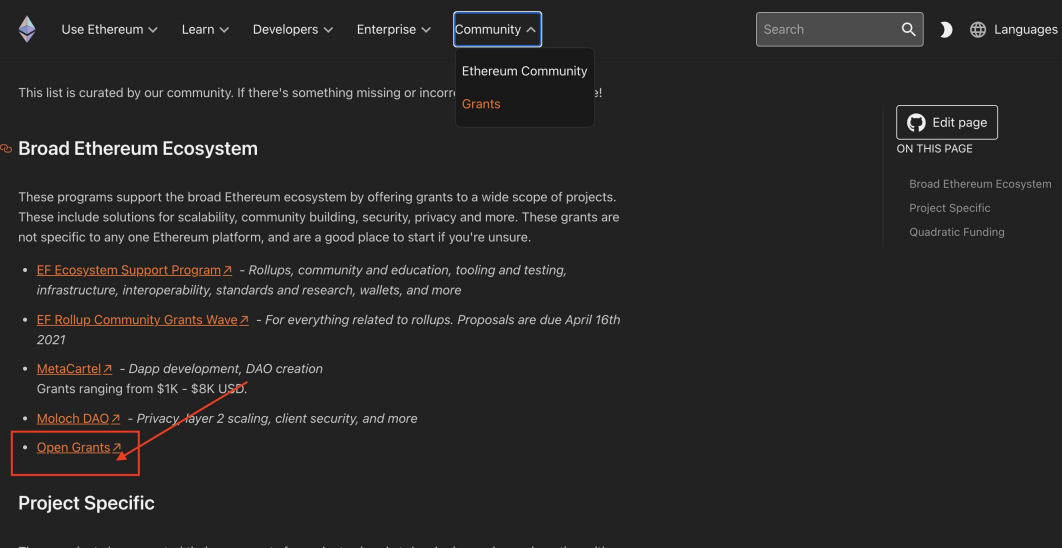 Use Ethereum Learn Developers Enterprise Community Search Languages
Ethereum Community
Grants
This list is curated by our community. If there's something missing or e!
Edit page
ON THIS PAGE
Broad Ethereum Ecosystem
Project Specific
Quadratic Funding
Broad Ethereum Ecosystem
These programs support the broad Ethereum ecosystem by offering grants to a wide scope of projects.
These include solutions for scalability, community building, security, privacy and more. These grants are
not specific to any one Ethereum platform, and are a good place to start if you're unsure.
• EF Ecosystem Support Program↗ - Rollups, community and education, tooling and testing,
infrastructure, interoperability, standards and research, wallets, and more
• EF Rollup Community Grants Wave↗ - For everything related to rollups. Proposals are due April 16th
2021
• MetaCartel↗ - Dapp development, DAO creation
Grants ranging from $1K - $8K USD.
• Moloch DAO↗ - Privacy, layer 2 scaling, client security, and more
• Open Grants↗
Project Specific